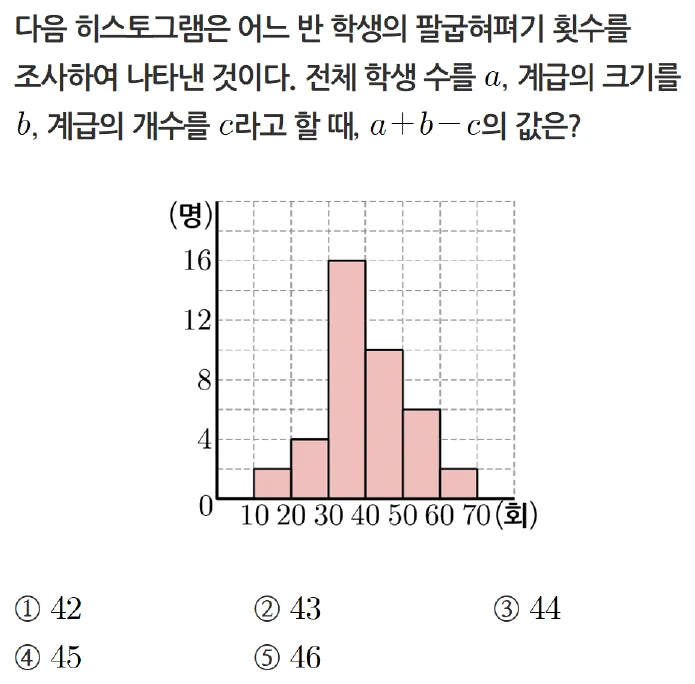 다음 히스토그램은 어느 반 학생의 팔굽혀펴기 횟수를
조사하여 나타낸 것이다. 전체 학생 수를 a, 계급의 크기를
b, 계급의 개수를 c라고 할 때, a+b-c의 값은?
(명)
16
12
8
4
0
10 20 30 40 50 60 70(회)
① 42 ② 43 ③ 44
④ 45 ⑤ 46